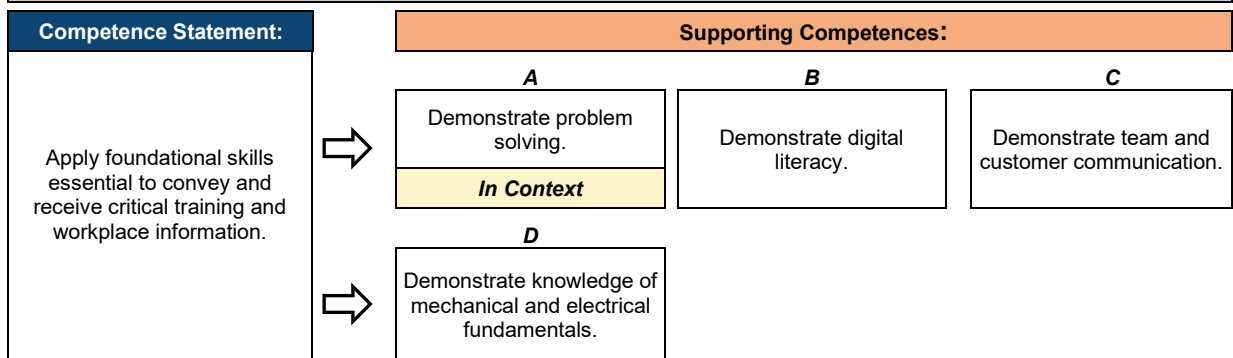 Competence Statement:
Supporting Competences:
Apply foundational skills
essential to convey and
receive critical training and
workplace information.
A
Demonstrate problem
solving.
In Context
B
Demonstrate digital
literacy.
C
Demonstrate team and
customer communication.
D
Demonstrate knowledge of
mechanical and electrical
fundamentals.